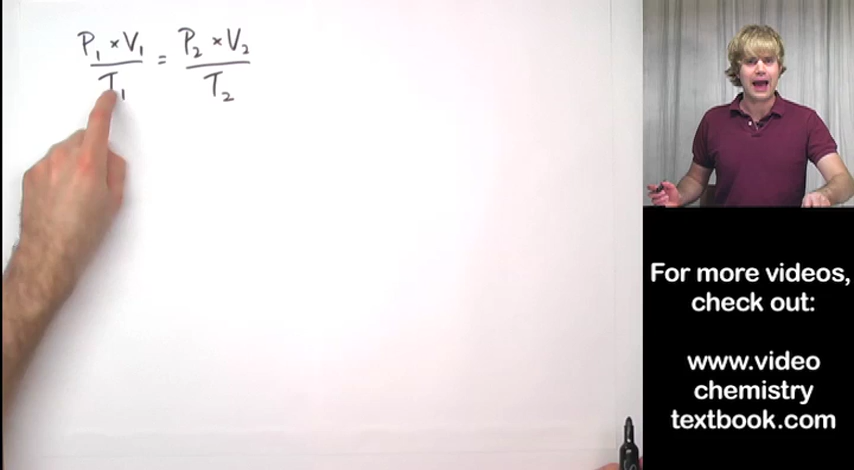 P₁ × V₁ = P₂ × V₂
T₁ T₂
For more videos,
check out:
www.video
chemistry
textbook.com